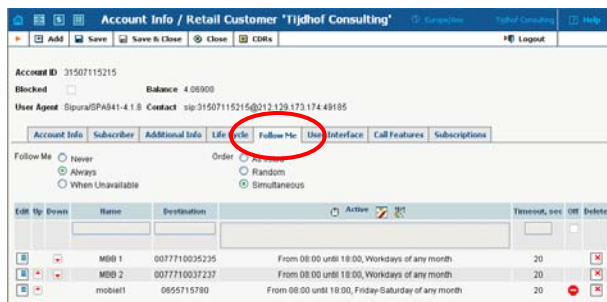 Account Info / Retail Customer 'Tijdhof Consulting' Tijdhof Consulting Help
Add Save Save & Close Close CDRs Logout
Account ID 31507115215
Blocked Balance 4.06900
User Agent Sipura/SPA941-4.1.8 Contact sip:31507115215@212.129.173.174:49185
Account Info Subscriber Additional Info Life Cycle Follow Me User Interface Call Features Subscriptions
Follow Me Never Order
Always Random
When Unavailable Simultaneous
Edit Up Down Name Destination Active Timeout, sec Off Delete
MBB 1 0077710035235 From 08:00 until 18:00, Workdays of any month 20
MBB 2 0077710037237 From 08:00 until 18:00, Workdays of any month 20
mobiel1 0655715780 From 08:00 until 18:00, Friday-Saturday of any month 20